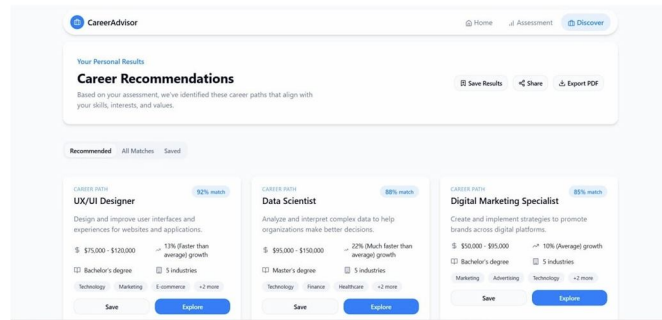 CareerAdvisor
Home
Assessment
Discover
Your Personal Results
Career Recommendations
Based on your assessment, we've identified these career paths that align with
your skills, interests, and values.
Save Results
Share
Export PDF
Recommended
All Matches
Saved
CAREER PATH
92% match
UX/UI Designer
Design and improve user interfaces and
experiences for websites and applications.
$ $75,000 - $120,000
13% (Faster than
average) growth
Bachelor's degree
5 industries
Technology
Marketing
E-commerce
+2 more
Save
Explore
CAREER PATH
88% match
Data Scientist
Analyze and interpret complex data to help
organizations make better decisions.
$ $95,000 - $150,000
22% (Much faster than
average) growth
Master's degree
5 industries
Technology
Finance
Healthcare
+2 more
Save
Explore
CAREER PATH
85% match
Digital Marketing Specialist
Create and implement strategies to promote
brands across digital platforms.
$ $50,000 - $95,000
10% (Average) growth
Bachelor's degree
5 industries
Marketing
Advertising
Technology
+2 more
Save
Explore